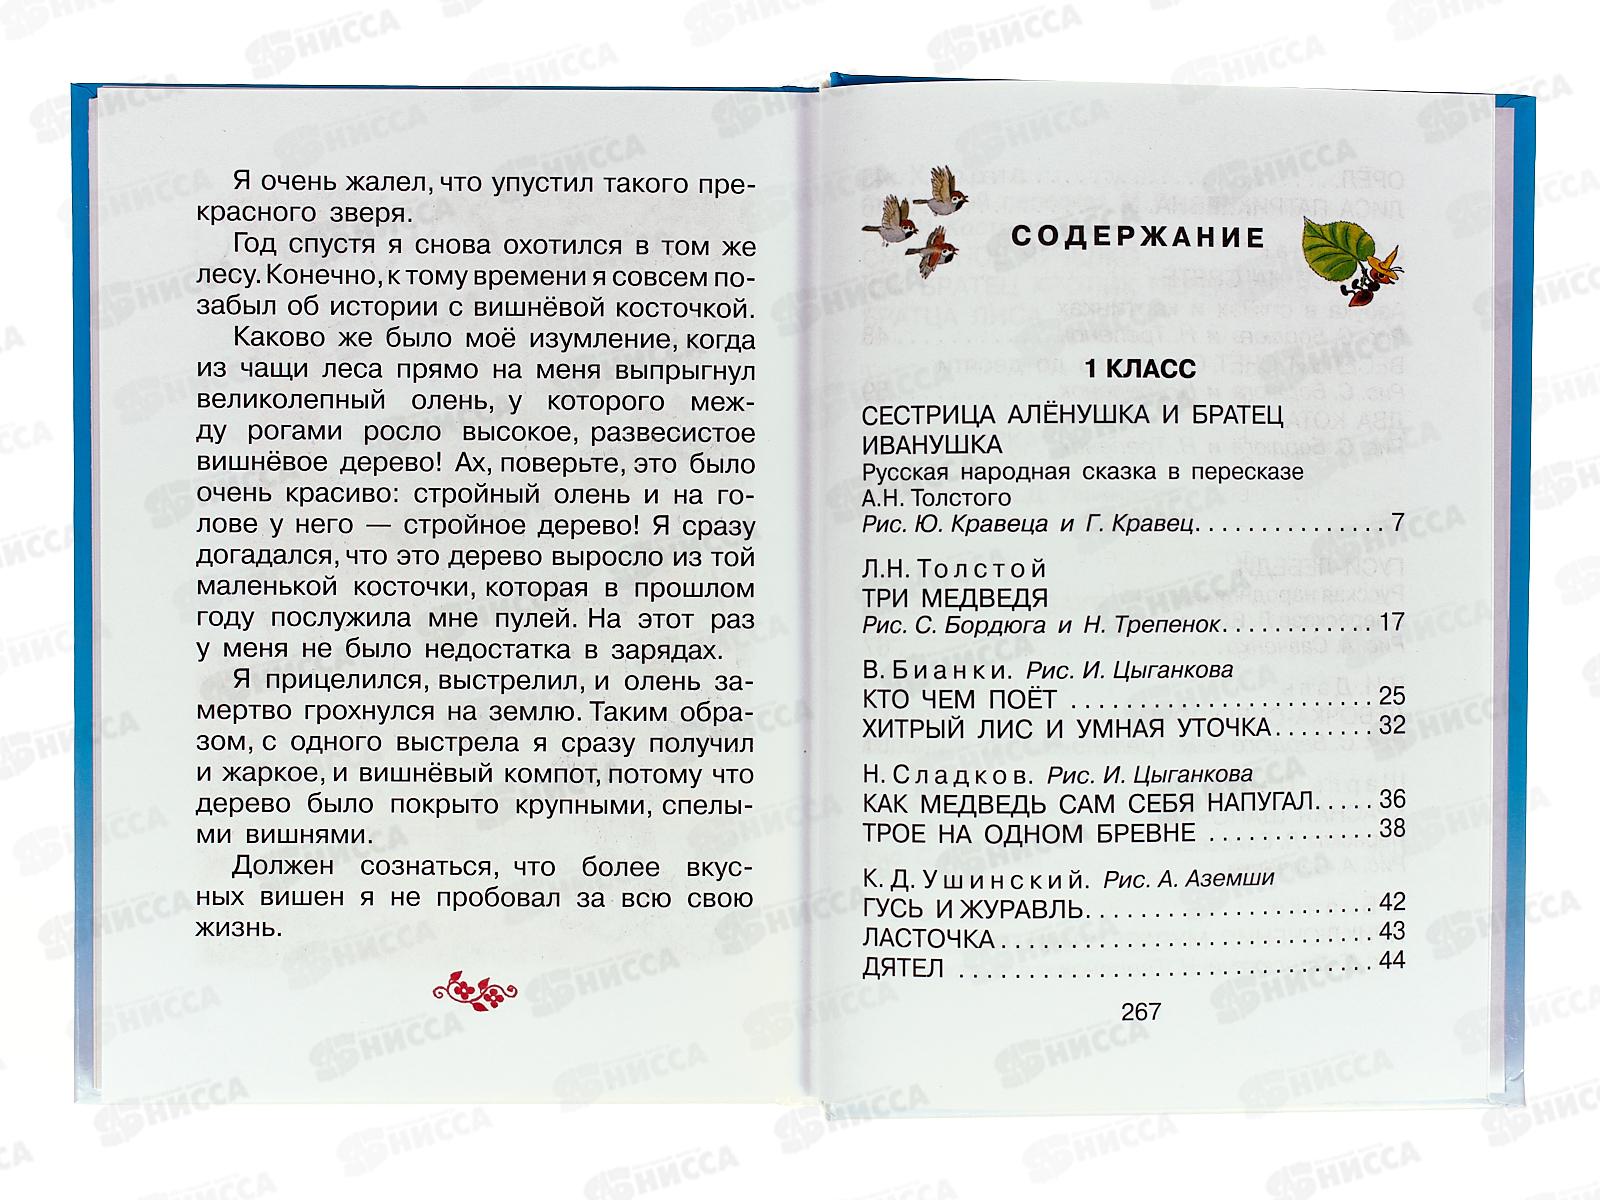 Я очень жалел, что упустил такого пре-
красного зверя.
Год спустя я снова охотился в том же
лесу. Конечно, к тому времени я совсем по-
забыл об истории с вишнёвой косточкой.
Каково же было моё изумление, когда
из чащи леса прямо на меня выпрыгнул
великолепный олень, у которого меж-
ду рогами росло высокое, развесистое
вишнёвое дерево! Ах, поверьте, это было
очень красиво: стройный олень и на го-
лове у него — стройное дерево! Я сразу
догадался, что это дерево выросло из той
маленькой косточки, которая в прошлом
году послужила мне пулей. На этот раз
у меня не было недостатка в зарядах.
Я прицелился, выстрелил, и олень за-
мертво грохнулся на землю. Таким обра-
зом, с одного выстрела я сразу получил
и жаркое, и вишнёвый компот, потому что
дерево было покрыто крупными, спелы-
ми вишнями.
Должен сознаться, что более вкус-
ных вишен я не пробовал за всю свою
жизнь.
СОДЕРЖАНИЕ
1 КЛАСС
СЕСТРИЦА АЛЁНУШКА И БРАТЕЦ
ИВАНУШКА
Русская народная сказка в пересказе
А.Н. Толстого
Рис. Ю. Кравеца и Г. Кравец............... 7
Л.Н. Толстой
ТРИ МЕДВЕДЯ
Рис. С. Бордюга и Н. Трепенок............ 17
В. Бианки. Рис. И. Цыганкова
КТО ЧЕМ ПОЁТ ...................... 25
ХИТРЫЙ ЛИС И УМНАЯ УТОЧКА....... 32
Н. Сладков. Рис. И. Цыганкова
КАК МЕДВЕДЬ САМ СЕБЯ НАПУГАЛ..... 36
ТРОЕ НА ОДНОМ БРЕВНЕ ............ 38
К. Д. Ушинский. Рис. А. Аземши
ГУСЬ И ЖУРАВЛЬ..................... 42
ЛАСТОЧКА........................... 43
ДЯТЕЛ .............................. 44
267